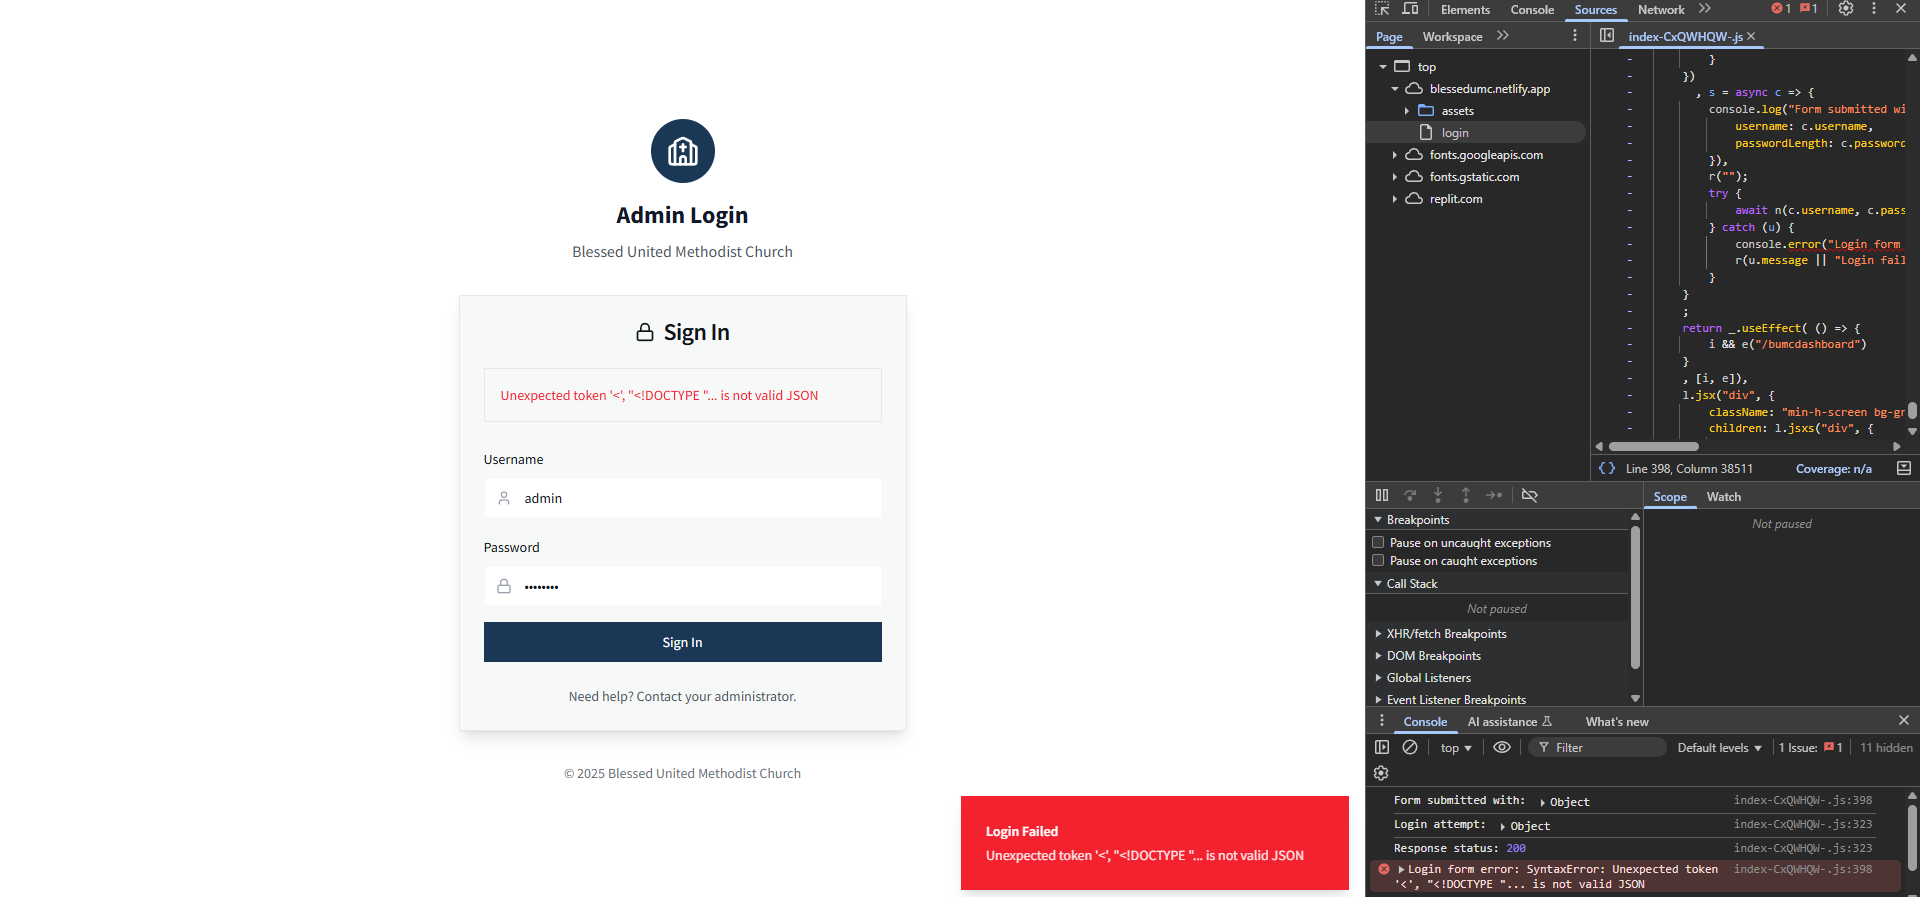 Admin Login
Blessed United Methodist Church
Sign In
Unexpected token '<', "<!DOCTYPE "... is not valid JSON
Username
admin
Password
••••••••
Sign In
Need help? Contact your administrator.
© 2025 Blessed United Methodist Church
Login Failed
Unexpected token '<', "<!DOCTYPE "... is not valid JSON
Elements Console Sources Network 1 1
Page Workspace
index-CxQWHQW-.js
top
blessedumc.netlify.app
assets
login
fonts.googleapis.com
fonts.gstatic.com
replit.com
- }
- })
- , s = async c => {
- console.log("Form submitted wi
- username: c.username,
- passwordLength: c.password
- }),
- r("");
- try {
- await n(c.username, c.pass
- } catch (u) {
- console.error("Login form
- r(u.message || "Login fail
- }
- }
- ;
- return _.useEffect( () => {
- i && e("/bumcdashboard")
- }
- , [i, e]),
- l.jsx("div", {
- className: "min-h-screen bg-gr
- children: l.jsxs("div", {
{} Line 398, Column 38511 Coverage: n/a
Scope Watch
Not paused
Breakpoints
Pause on uncaught exceptions
Pause on caught exceptions
Call Stack
Not paused
XHR/fetch Breakpoints
DOM Breakpoints
Global Listeners
Event Listener Breakpoints
Console AI assistance What's new
top Filter Default levels 1 Issue: 1 11 hidden
Form submitted with: Object index-CxQWHQW-.js:398
Login attempt: Object index-CxQWHQW-.js:323
Response status: 200 index-CxQWHQW-.js:323
Login form error: SyntaxError: Unexpected token index-CxQWHQW-.js:398
'<', "<!DOCTYPE "... is not valid JSON